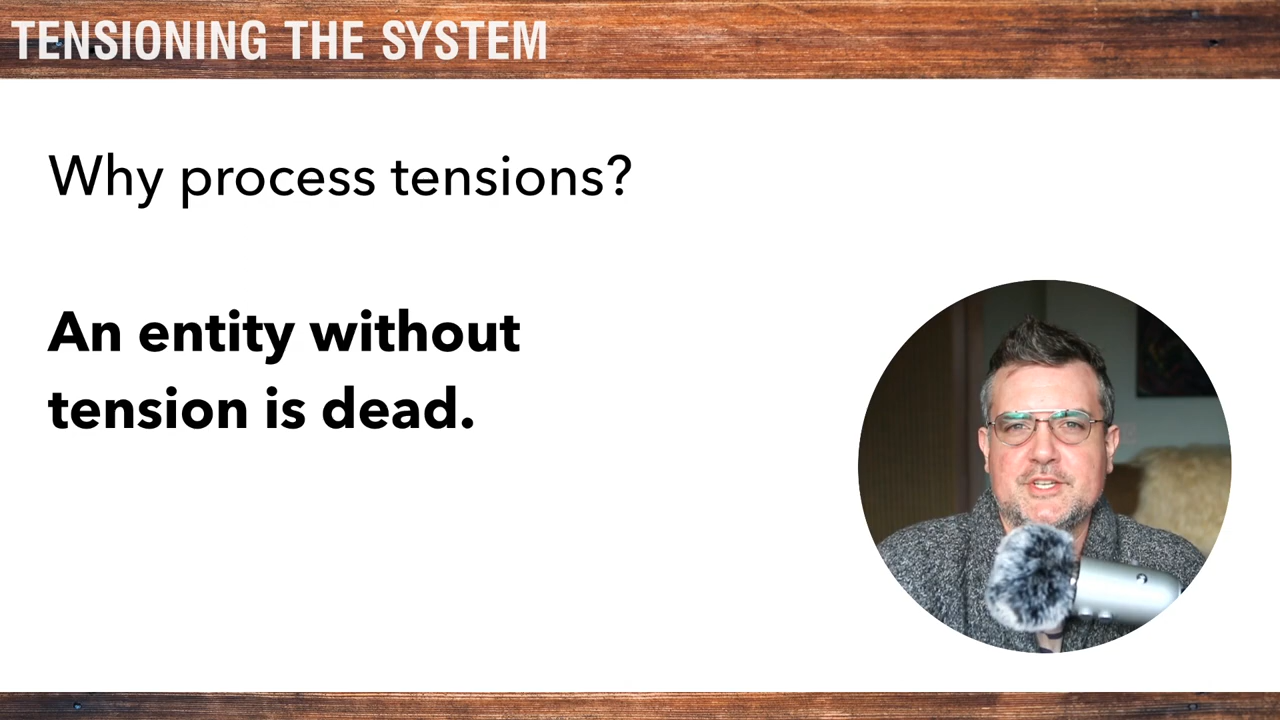 TENSIONING THE SYSTEM
Why process tensions?
An entity without
tension is dead.